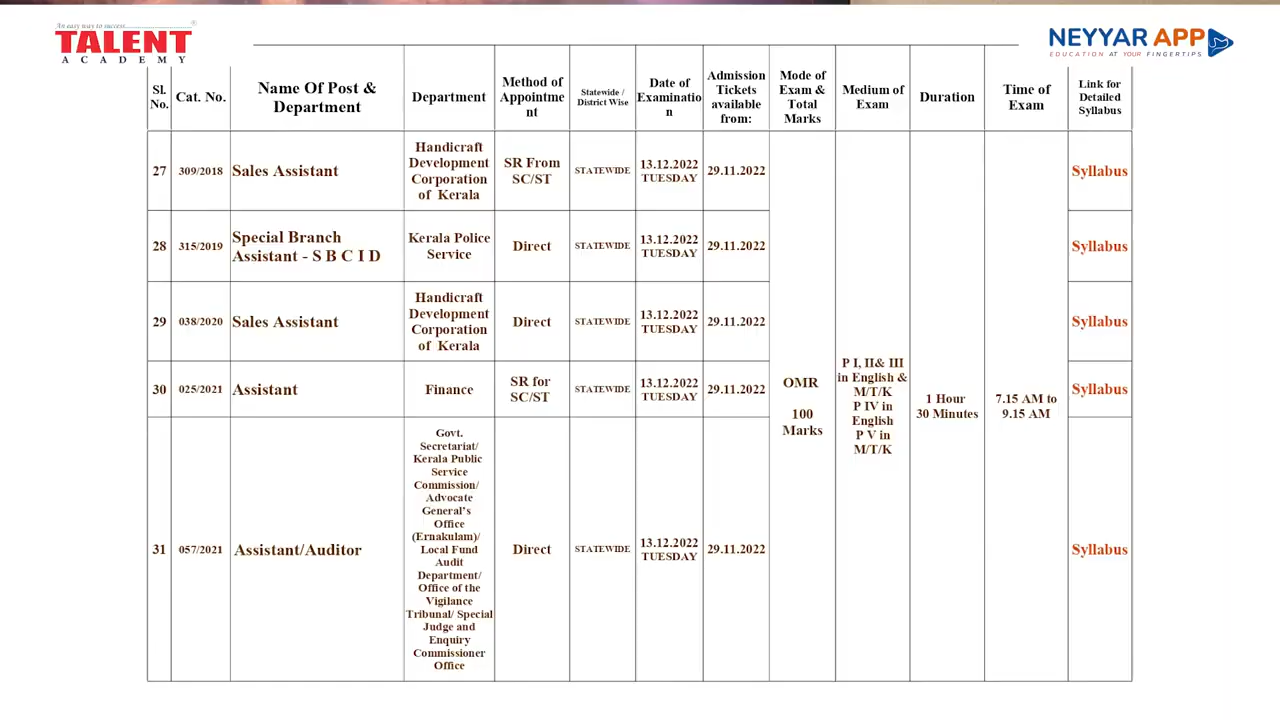 An easy way to success
®
TALENT
ACADEMY
NEYYAR APP
EDUCATION AT YOUR FINGERTIPS
Sl. No.
Cat. No.
Name Of Post & Department
Department
Method of Appointme nt
Statewide / District Wise
Date of Examinatio n
Admission Tickets available from:
Mode of Exam & Total Marks
Medium of Exam
Duration
Time of Exam
Link for Detailed Syllabus
27 309/2018 Sales Assistant Handicraft Development Corporation of Kerala SR From SC/ST STATEWIDE 13.12.2022 TUESDAY 29.11.2022 Syllabus
28 315/2019 Special Branch Assistant - S B C I D Kerala Police Service Direct STATEWIDE 13.12.2022 TUESDAY 29.11.2022 Syllabus
29 038/2020 Sales Assistant Handicraft Development Corporation of Kerala Direct STATEWIDE 13.12.2022 TUESDAY 29.11.2022 Syllabus
30 025/2021 Assistant Finance SR for SC/ST STATEWIDE 13.12.2022 TUESDAY 29.11.2022 Syllabus
OMR
100
Marks
P I, II& III
in English &
M/T/K
P IV in
English
P V in
M/T/K
1 Hour
30 Minutes
7.15 AM to
9.15 AM
31 057/2021 Assistant/Auditor
Govt.
Secretariat/
Kerala Public
Service
Commission/
Advocate
General's
Office
(Ernakulam)/
Local Fund
Audit
Department/
Office of the
Vigilance
Tribunal/ Special
Judge and
Enquiry
Commissioner
Office
Direct STATEWIDE 13.12.2022 TUESDAY 29.11.2022 Syllabus